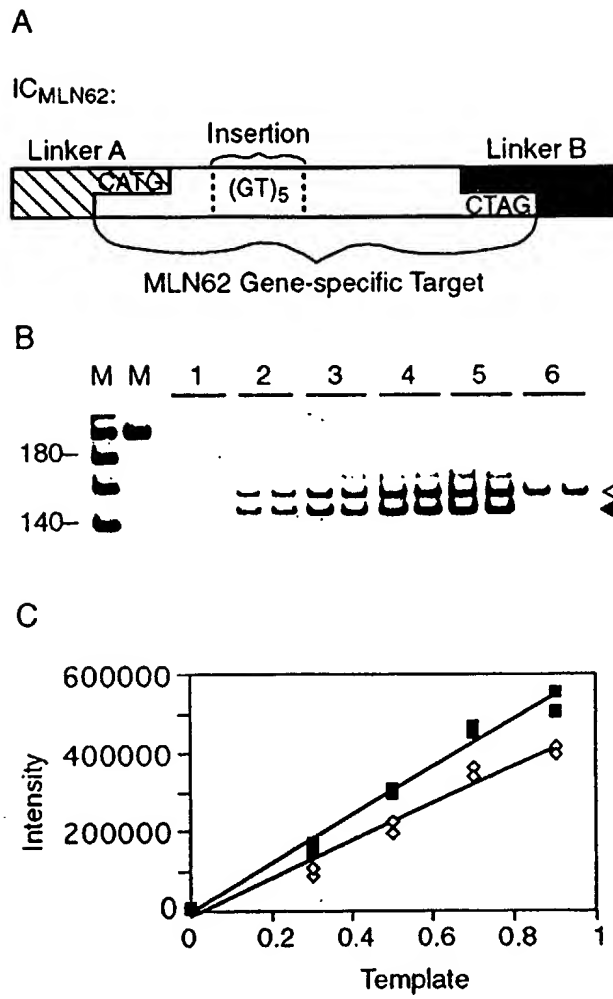 A
IC MLN62:
Insertion
Linker A
Linker B
CATG
(GT)5
CTAG
MLN62 Gene-specific Target
B
M M 1 2 3 4 5 6
180–
140–
C
600000
400000
200000
0
Intensity
0 0.2 0.4 0.6 0.8 1
Template